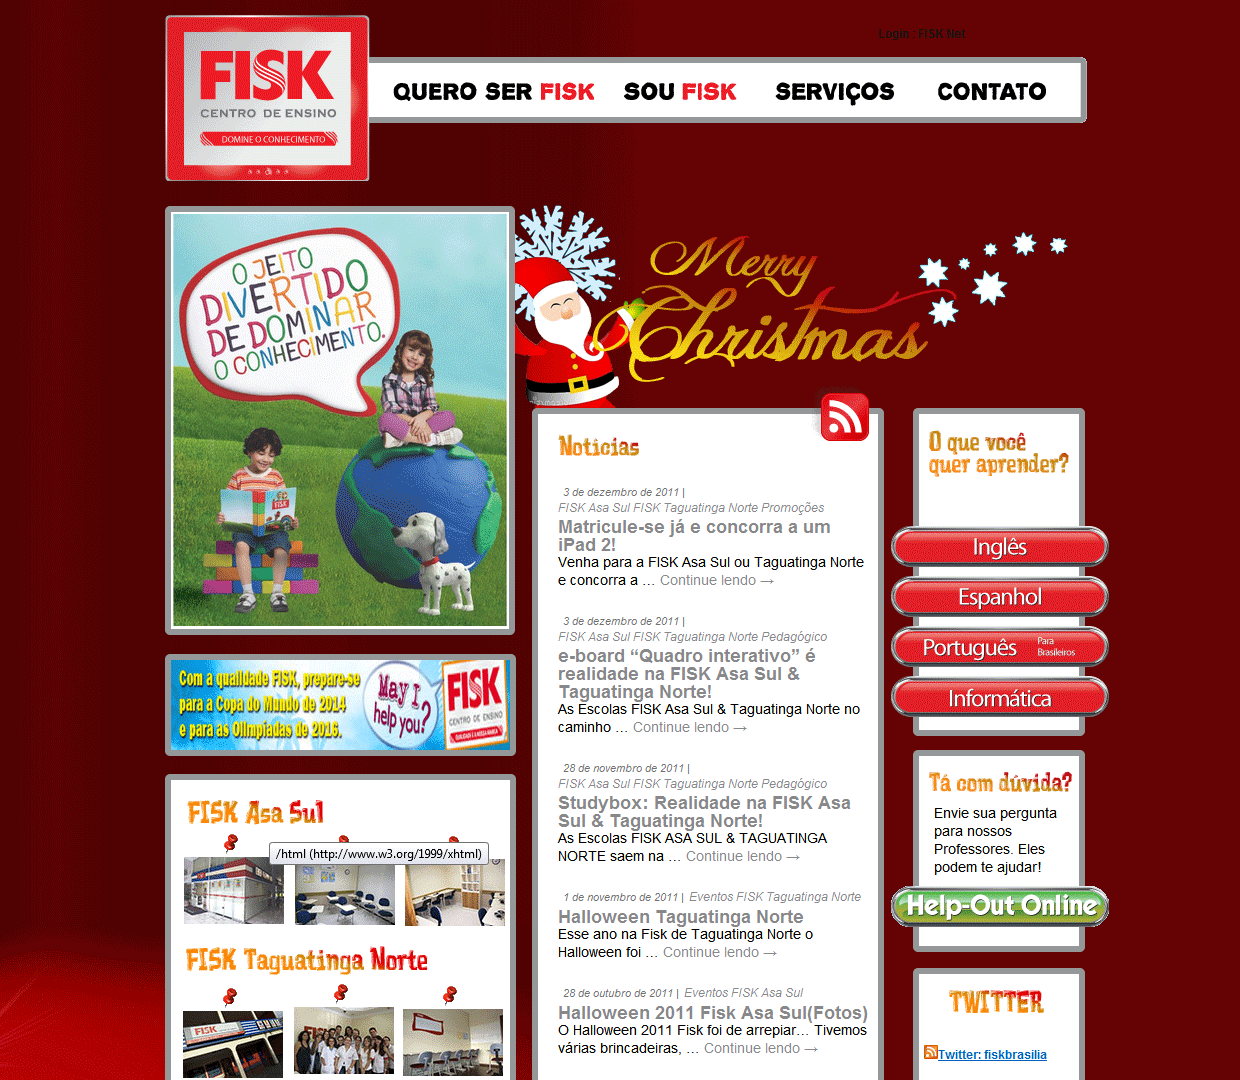 Login : FISK Net
FISK
CENTRO DE ENSINO
DOMINE O CONHECIMENTO
QUERO SER FISK
SOU FISK
SERVIÇOS
CONTATO
O JEITO
DIVERTIDO
DE DOMINAR
O CONHECIMENTO.
FISK
Merry
Christmas
Com a qualidade FISK, prepare-se
para a Copa do Mundo de 2014
e para as Olimpíadas de 2016.
May I
help you?
FISK
CENTRO DE ENSINO
FISK Asa Sul
/html (http://www.w3.org/1999/xhtml)
FISK Taguatinga Norte
FISK
Noticias
3 de dezembro de 2011 |
FISK Asa Sul FISK Taguatinga Norte Promoções
Matricule-se já e concorra a um
iPad 2!
Venha para a FISK Asa Sul ou Taguatinga Norte
e concorra a … Continue lendo →
3 de dezembro de 2011 |
FISK Asa Sul FISK Taguatinga Norte Pedagógico
e-board “Quadro interativo” é
realidade na FISK Asa Sul &
Taguatinga Norte!
As Escolas FISK Asa Sul & Taguatinga Norte no
caminho … Continue lendo →
28 de novembro de 2011 |
FISK Asa Sul FISK Taguatinga Norte Pedagógico
Studybox: Realidade na FISK Asa
Sul & Taguatinga Norte!
As Escolas FISK ASA SUL & TAGUATINGA
NORTE saem na … Continue lendo →
1 de novembro de 2011 | Eventos FISK Taguatinga Norte
Halloween Taguatinga Norte
Esse ano na Fisk de Taguatinga Norte o
Halloween foi … Continue lendo →
28 de outubro de 2011 | Eventos FISK Asa Sul
Halloween 2011 Fisk Asa Sul(Fotos)
O Halloween 2011 Fisk foi de arrepiar… Tivemos
várias brincadeiras, … Continue lendo →
O que você
quer aprender?
Inglês
Espanhol
Português Para
Brasileiros
Informática
Tá com dúvida?
Envie sua pergunta
para nossos
Professores. Eles
podem te ajudar!
Help-Out Online
TWITTER
Twitter: fiskbrasilia